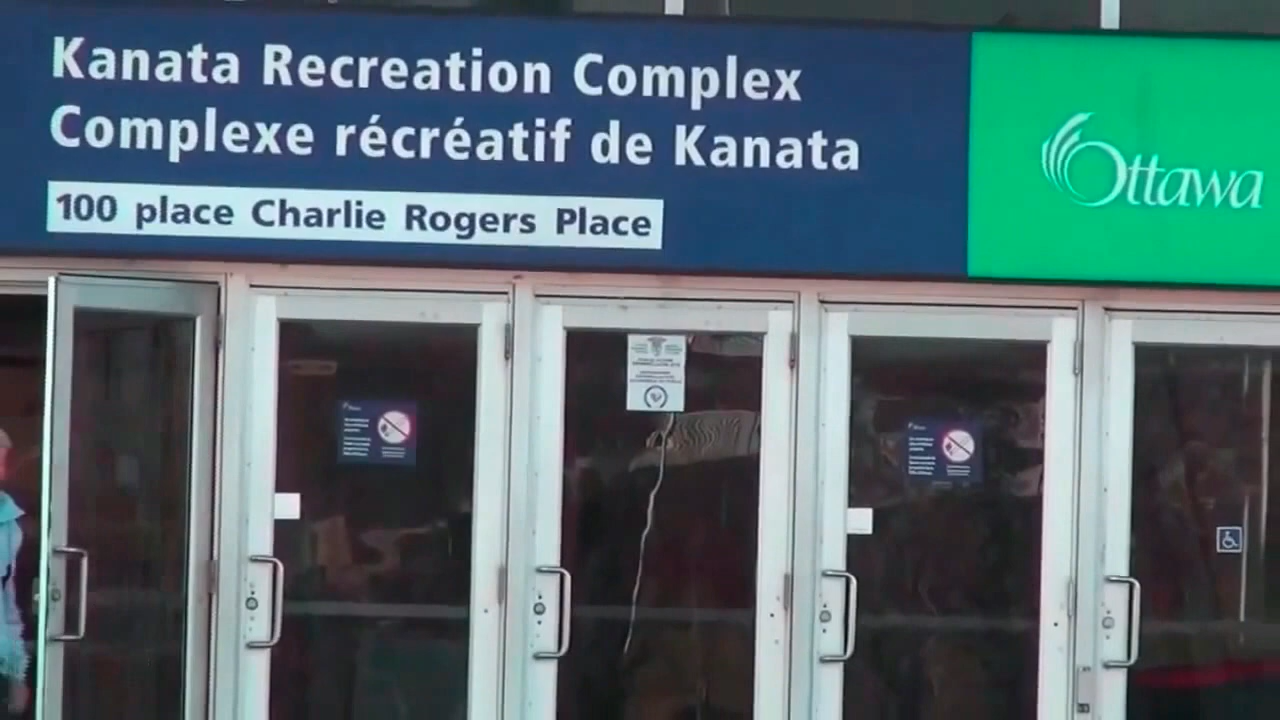 Kanata Recreation Complex
Complexe récréatif de Kanata
100 place Charlie Rogers Place
Ottawa